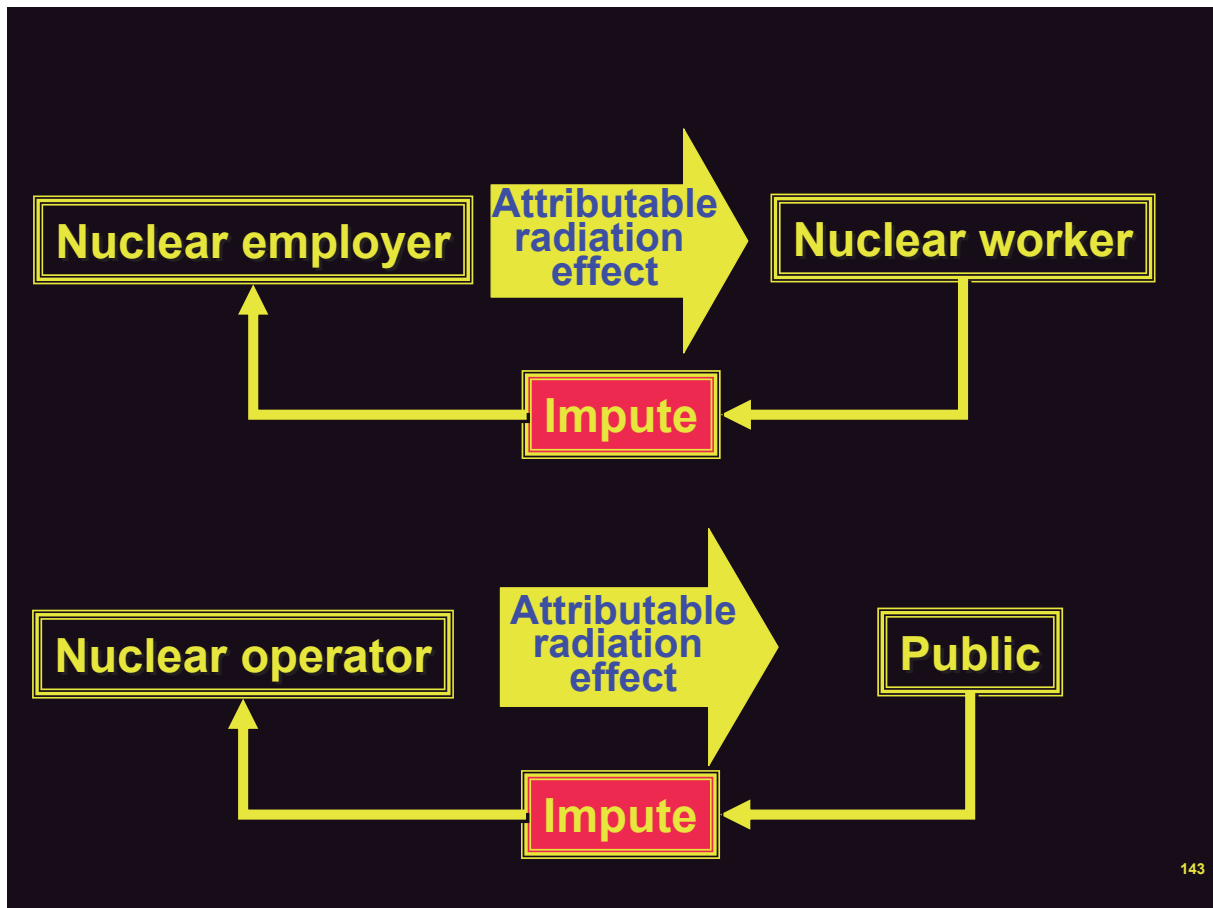 Nuclear employer
Attributable
radiation
effect
Nuclear worker
Impute
Nuclear operator
Attributable
radiation
effect
Public
Impute
143